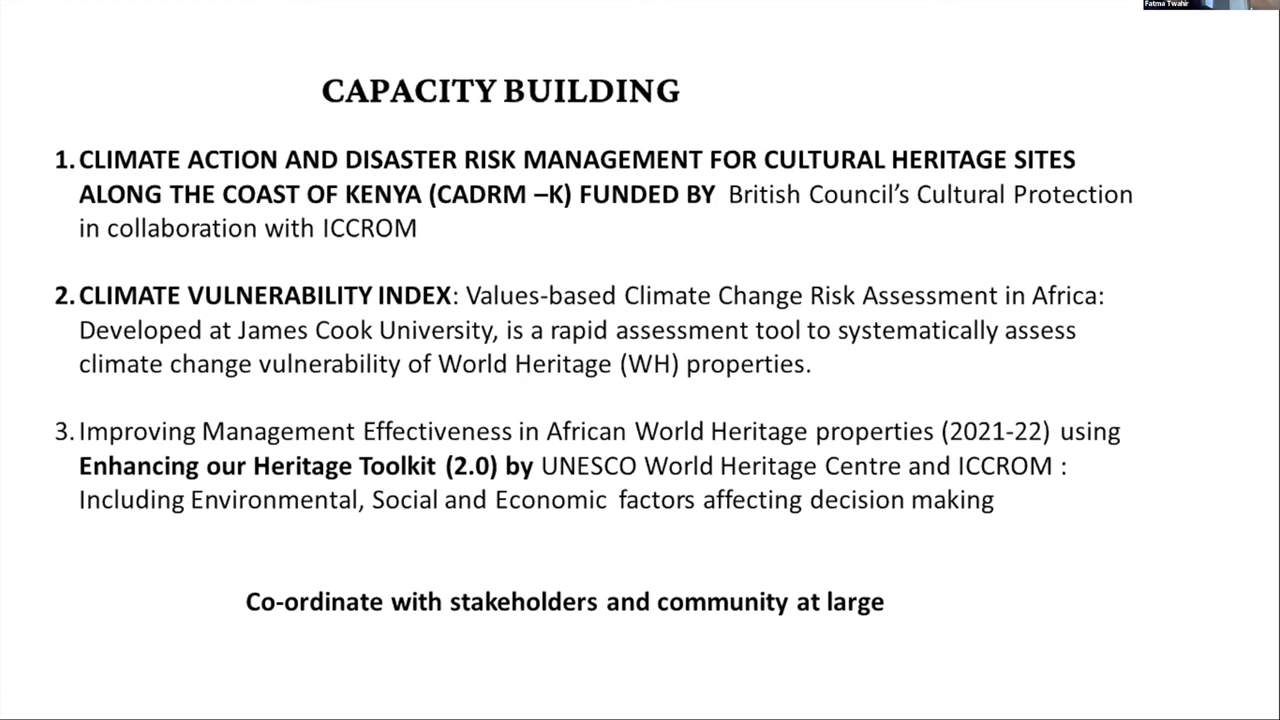 Fatma Twahir
CAPACITY BUILDING
1. CLIMATE ACTION AND DISASTER RISK MANAGEMENT FOR CULTURAL HERITAGE SITES
ALONG THE COAST OF KENYA (CADRM –K) FUNDED BY British Council’s Cultural Protection
in collaboration with ICCROM
2. CLIMATE VULNERABILITY INDEX: Values-based Climate Change Risk Assessment in Africa:
Developed at James Cook University, is a rapid assessment tool to systematically assess
climate change vulnerability of World Heritage (WH) properties.
3. Improving Management Effectiveness in African World Heritage properties (2021-22) using
Enhancing our Heritage Toolkit (2.0) by UNESCO World Heritage Centre and ICCROM :
Including Environmental, Social and Economic factors affecting decision making
Co-ordinate with stakeholders and community at large